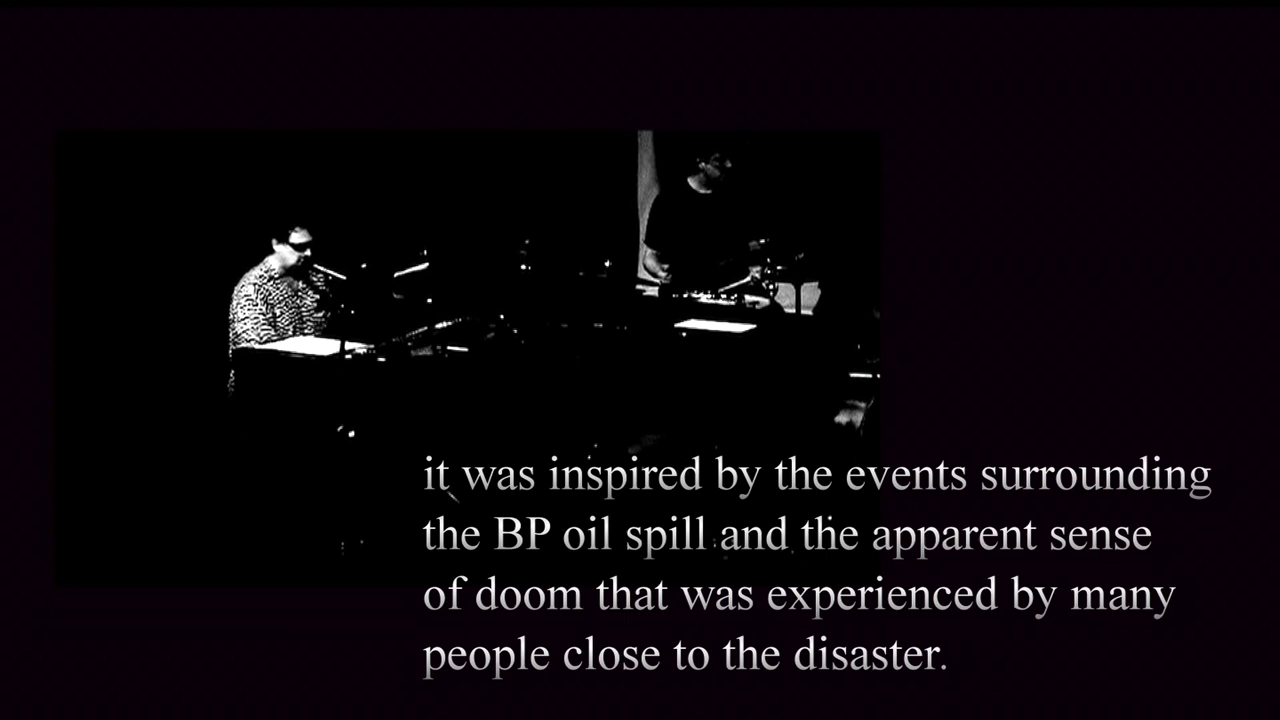 it was inspired by the events surrounding
the BP oil spill and the apparent sense
of doom that was experienced by many
people close to the disaster.